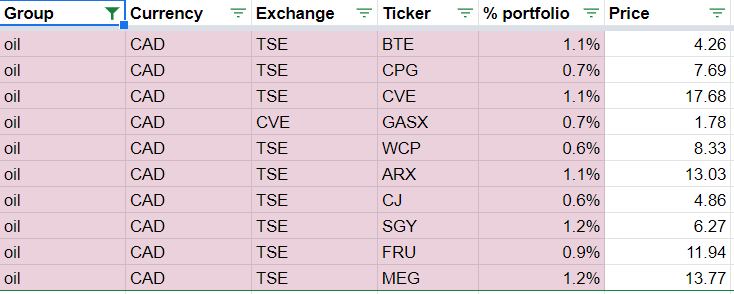 Group Currency Exchange Ticker % portfolio Price
oil CAD TSE BTE 1.1% 4.26
oil CAD TSE CPG 0.7% 7.69
oil CAD TSE CVE 1.1% 17.68
oil CAD CVE GASX 0.7% 1.78
oil CAD TSE WCP 0.6% 8.33
oil CAD TSE ARX 1.1% 13.03
oil CAD TSE CJ 0.6% 4.86
oil CAD TSE SGY 1.2% 6.27
oil CAD TSE FRU 0.9% 11.94
oil CAD TSE MEG 1.2% 13.77